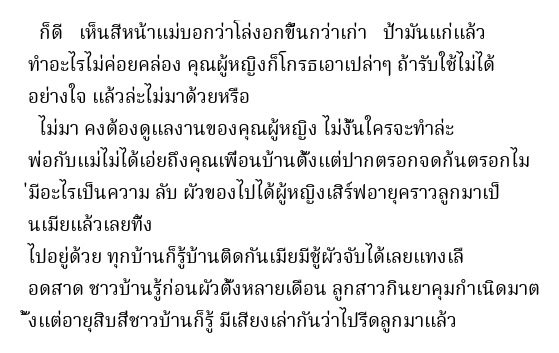 ก็ดี เห็นสีหน้าแม่บอกว่าโล่งอกขึ้นกว่าเก่า ป้ามันแก่แล้ว
ทำอะไรไม่ค่อยคล่อง คุณผู้หญิงก็โกรธเอาเปล่าๆ ถ้ารับใช้ไม่ได้
อย่างใจ แล้วล่ะไม่มาด้วยหรือ
ไม่มา คงต้องดูแลงานของคุณผู้หญิง ไม่งั้นใครจะทำล่ะ
พ่อกับแม่ไม่ได้เอ่ยถึงคุณเพื่อนบ้านตั้งแต่ปากตรอกจดก้นตรอกไม
่มีอะไรเป็นความ ลับ ผัวของไปได้ผู้หญิงเสิร์ฟอายุคราวลูกมาเป็
นเมียแล้วเลยทิ้ง
ไปอยู่ด้วย ทุกบ้านก็รู้บ้านติดกันเมียมีชู้ผัวจับได้เลยแทงเลื
อดสาด ชาวบ้านรู้ก่อนผัวตั้งหลายเดือน ลูกสาวกินยาคุมกำเนิดมาต
ั้งแต่อายุสิบสี่ชาวบ้านก็รู้ มีเสียงเล่ากันว่าไปรีดลูกมาแล้ว